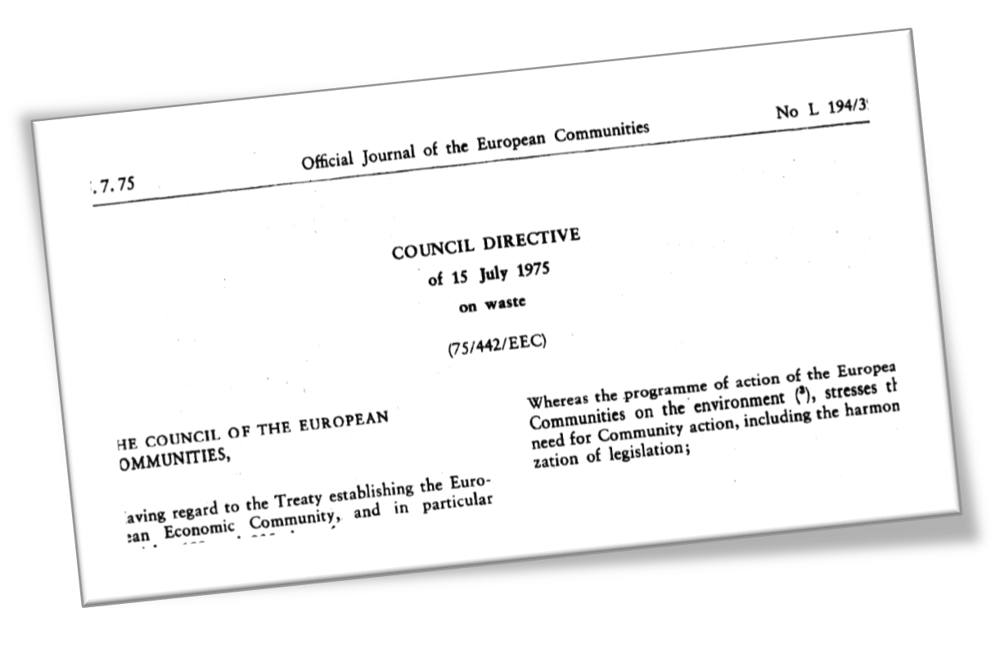 .7.75
Official Journal of the European Communities
No L 194/3
COUNCIL DIRECTIVE
of 15 July 1975
on waste
(75/442/EEC)
HE COUNCIL OF THE EUROPEAN
OMMUNITIES,
aving regard to the Treaty establishing the Euro-
ean Economic Community, and in particular
Whereas the programme of action of the Europea
Communities on the environment (³), stresses th
need for Community action, including the harmon
zation of legislation;